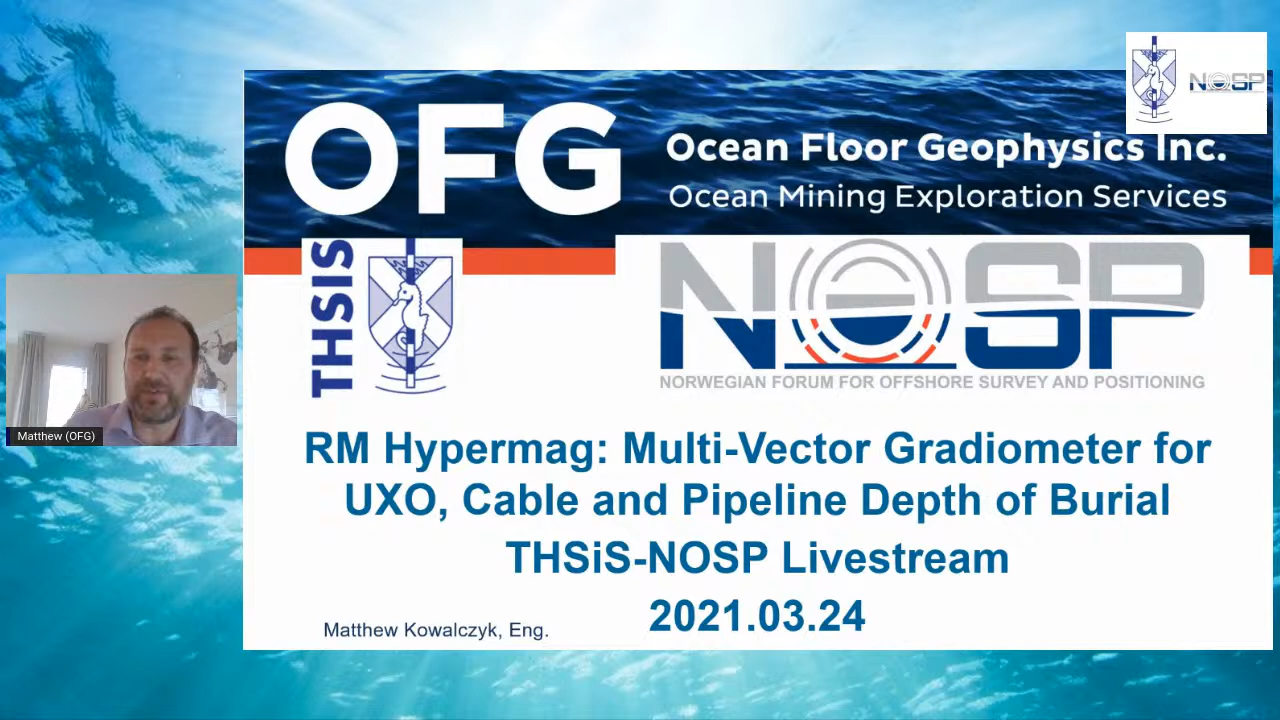 NOSP
OFG
Ocean Floor Geophysics Inc.
Ocean Mining Exploration Services
THSIS
NOSP
NORWEGIAN FORUM FOR OFFSHORE SURVEY AND POSITIONING
Matthew (OFG)
RM Hypermag: Multi-Vector Gradiometer for
UXO, Cable and Pipeline Depth of Burial
THSiS-NOSP Livestream
2021.03.24
Matthew Kowalczyk, Eng.